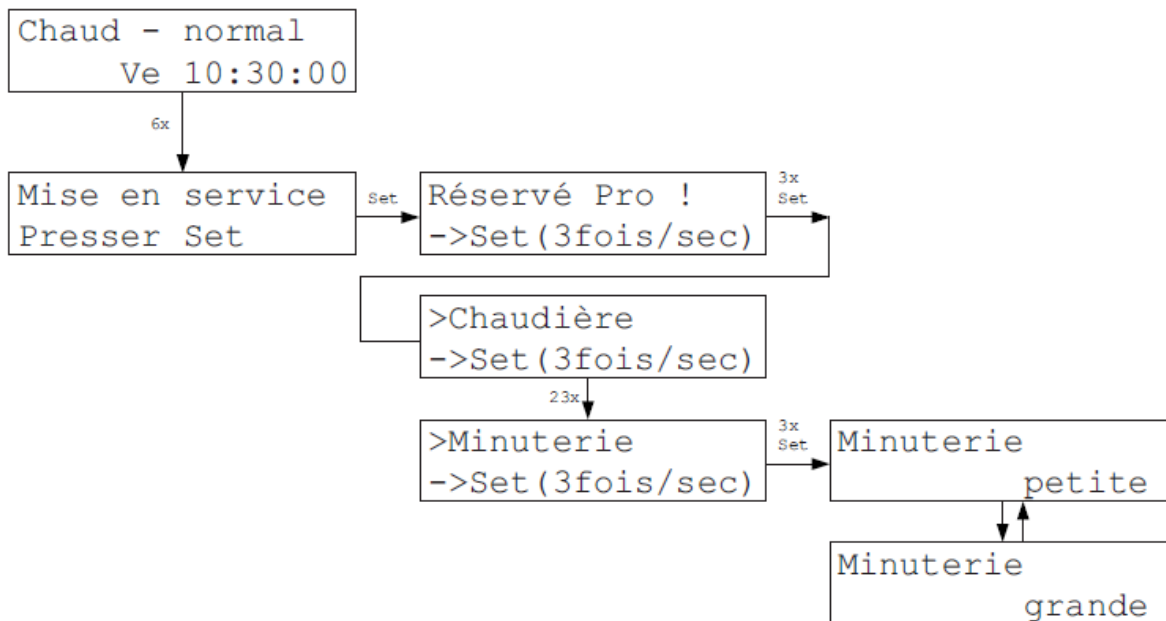 Chaud - normal
Ve 10:30:00
6x
Mise en service
Presser Set
Set
Réservé Pro !
->Set(3fois/sec)
3x
Set
>Chaudière
->Set(3fois/sec)
23x
>Minuterie
->Set(3fois/sec)
3x
Set
Minuterie
petite
Minuterie
grande